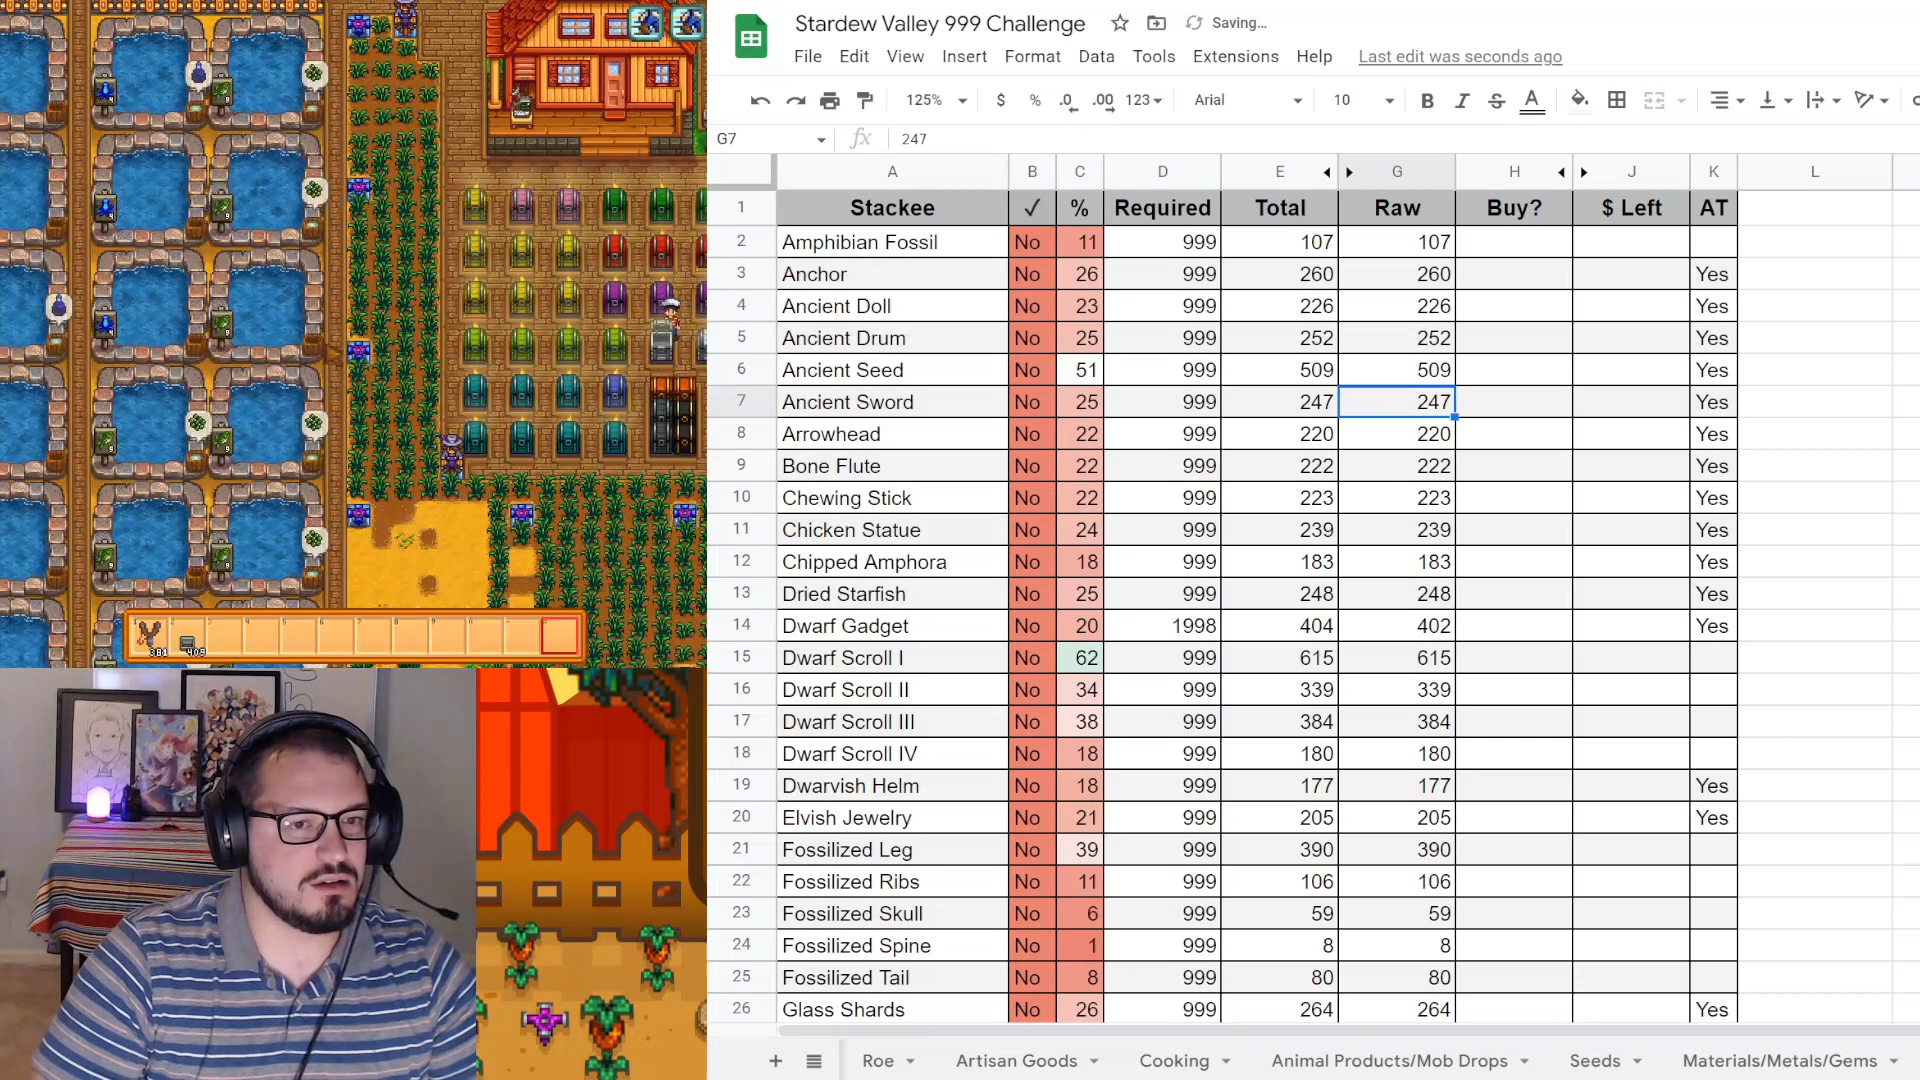 Stardew Valley 999 Challenge Saving...
File Edit View Insert Format Data Tools Extensions Help Last edit was seconds ago
125% $ % .0 .00 123 Arial 10 B I S A
G7 fx 247
A B C D E G H J K L
1 Stackee ✓ % Required Total Raw Buy? $ Left AT
2 Amphibian Fossil No 11 999 107 107
3 Anchor No 26 999 260 260 Yes
4 Ancient Doll No 23 999 226 226 Yes
5 Ancient Drum No 25 999 252 252 Yes
6 Ancient Seed No 51 999 509 509 Yes
7 Ancient Sword No 25 999 247 247 Yes
8 Arrowhead No 22 999 220 220 Yes
9 Bone Flute No 22 999 222 222 Yes
10 Chewing Stick No 22 999 223 223 Yes
11 Chicken Statue No 24 999 239 239 Yes
12 Chipped Amphora No 18 999 183 183 Yes
13 Dried Starfish No 25 999 248 248 Yes
14 Dwarf Gadget No 20 1998 404 402 Yes
15 Dwarf Scroll I No 62 999 615 615
16 Dwarf Scroll II No 34 999 339 339
17 Dwarf Scroll III No 38 999 384 384
18 Dwarf Scroll IV No 18 999 180 180
19 Dwarvish Helm No 18 999 177 177 Yes
20 Elvish Jewelry No 21 999 205 205 Yes
21 Fossilized Leg No 39 999 390 390
22 Fossilized Ribs No 11 999 106 106
23 Fossilized Skull No 6 999 59 59
24 Fossilized Spine No 1 999 8 8
25 Fossilized Tail No 8 999 80 80
26 Glass Shards No 26 999 264 264 Yes
+ Roe Artisan Goods Cooking Animal Products/Mob Drops Seeds Materials/Metals/Gems
381 409